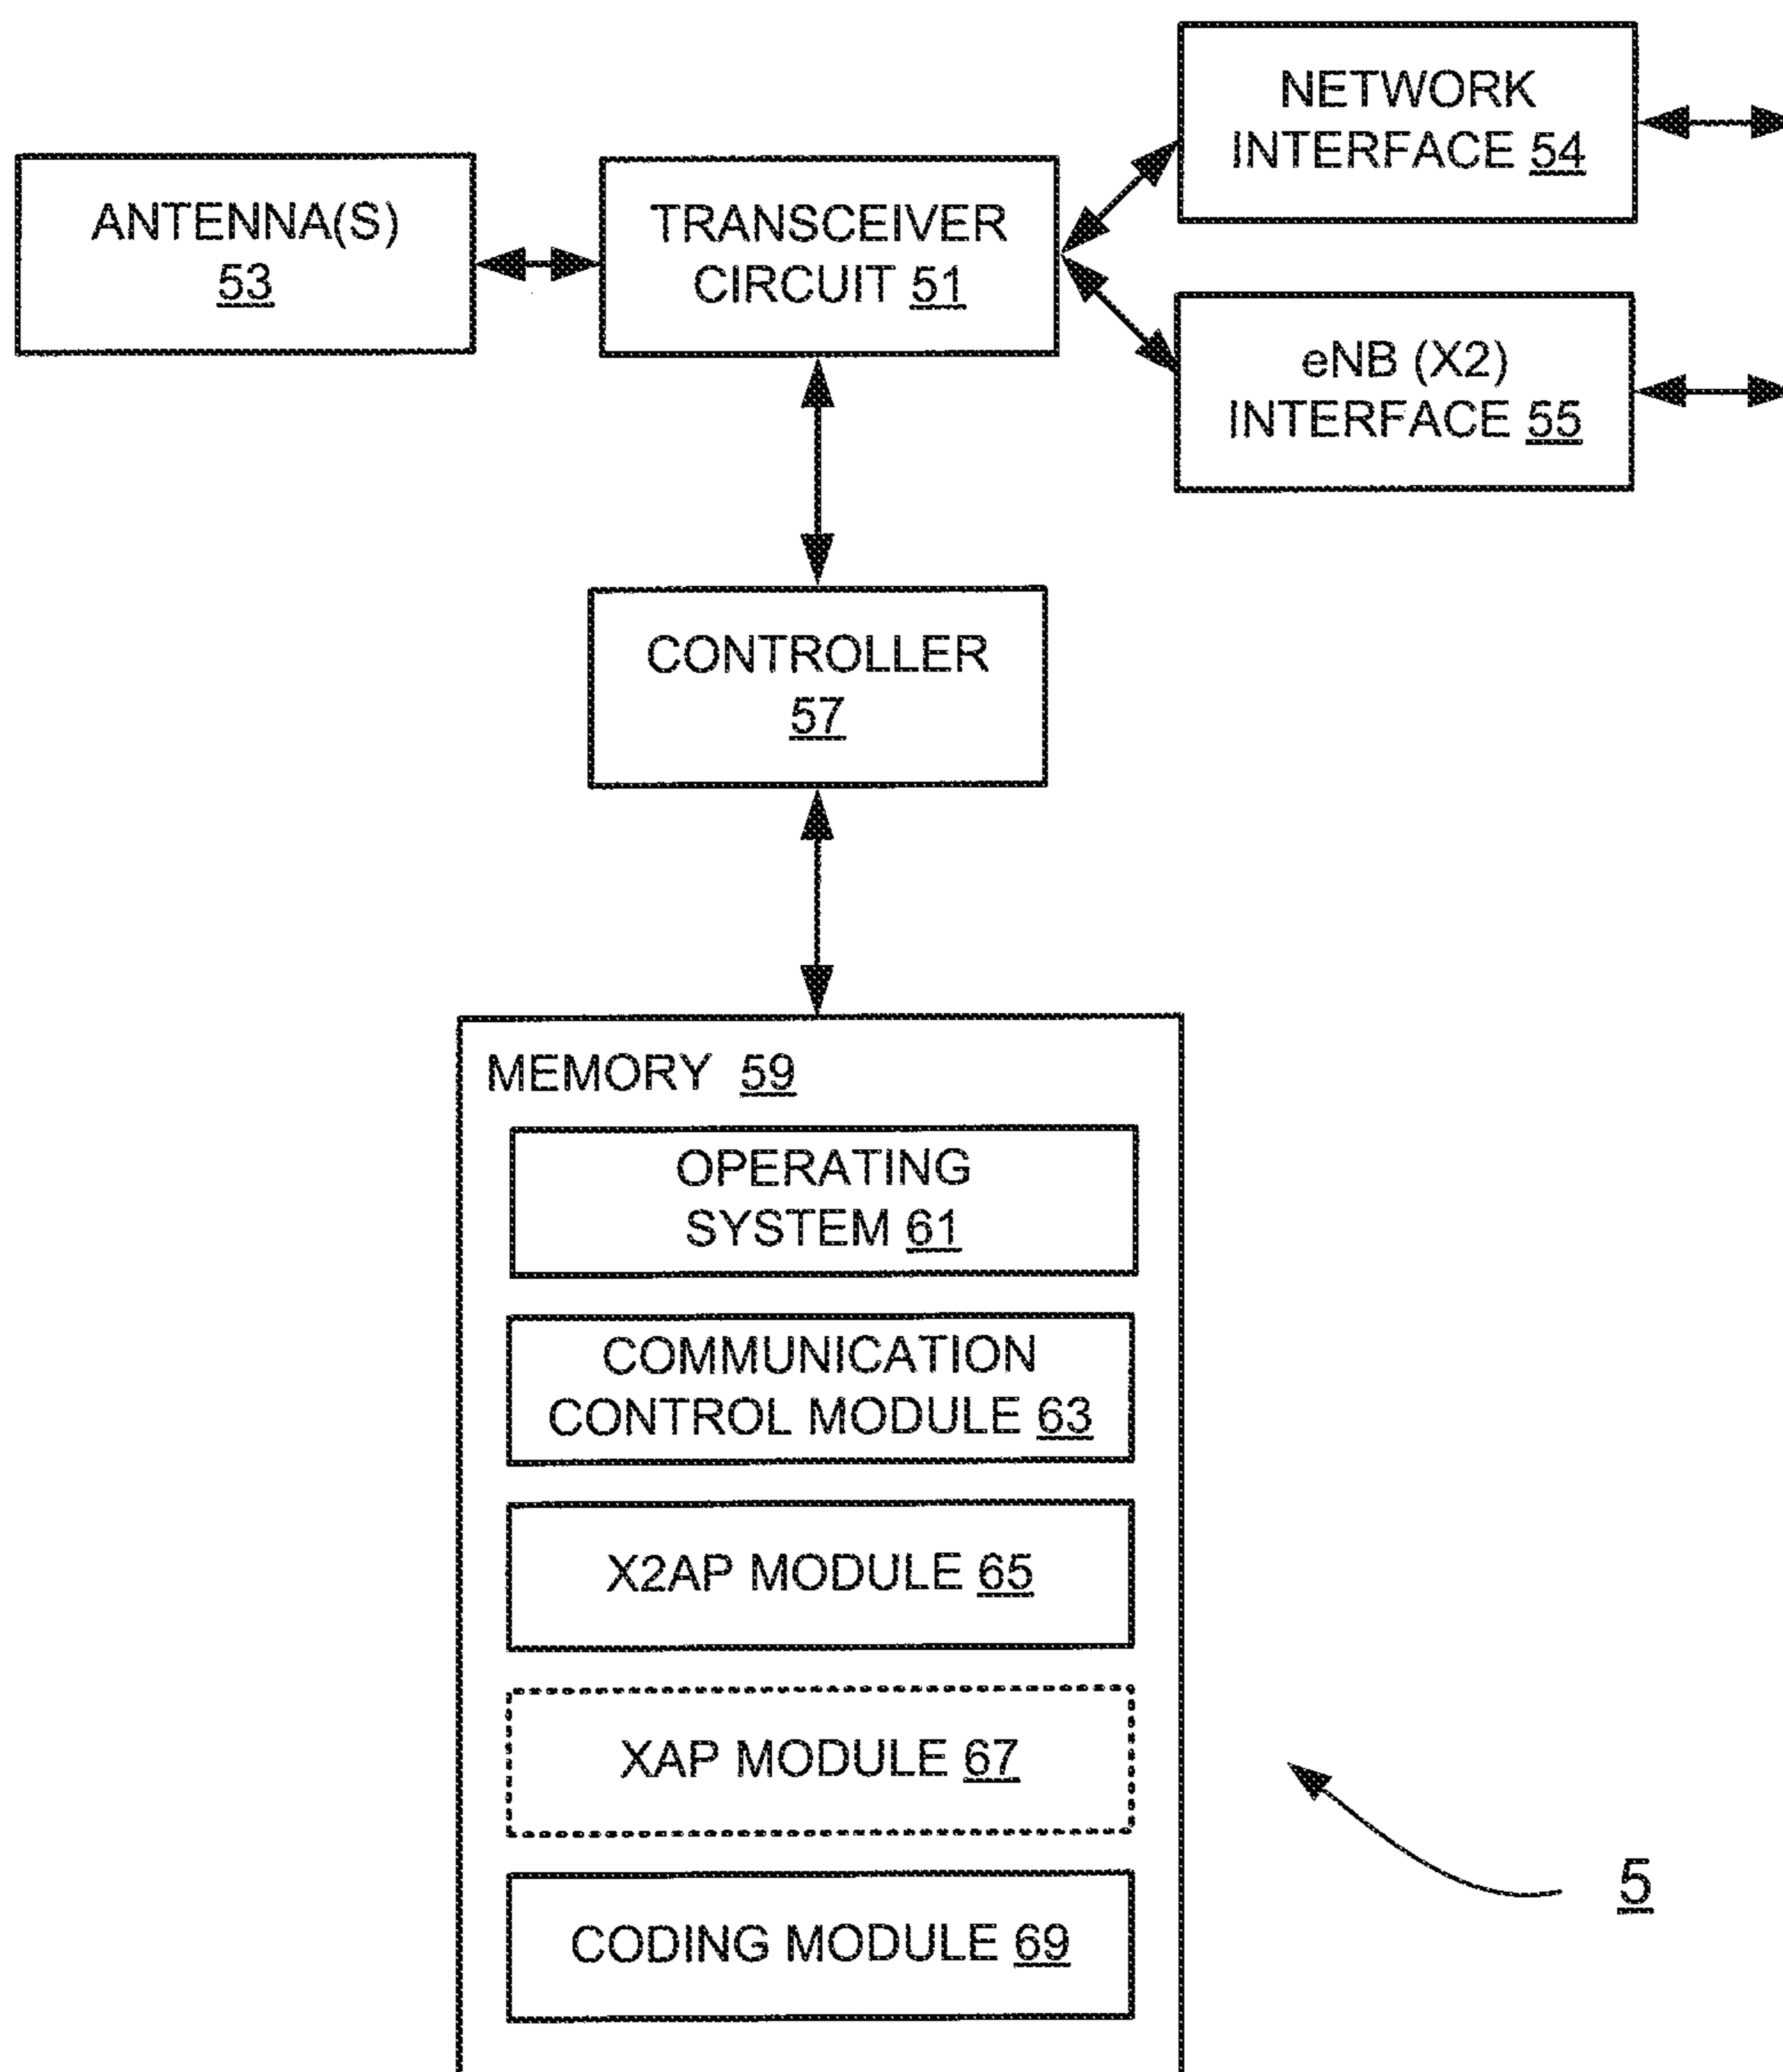 NETWORK
INTERFACE 54
ANTENNA(S)
53
TRANSCEIVER
CIRCUIT 51
eNB (X2)
INTERFACE 55
CONTROLLER
57
MEMORY 59
OPERATING
SYSTEM 61
COMMUNICATION
CONTROL MODULE 63
X2AP MODULE 65
XAP MODULE 67
CODING MODULE 69
5